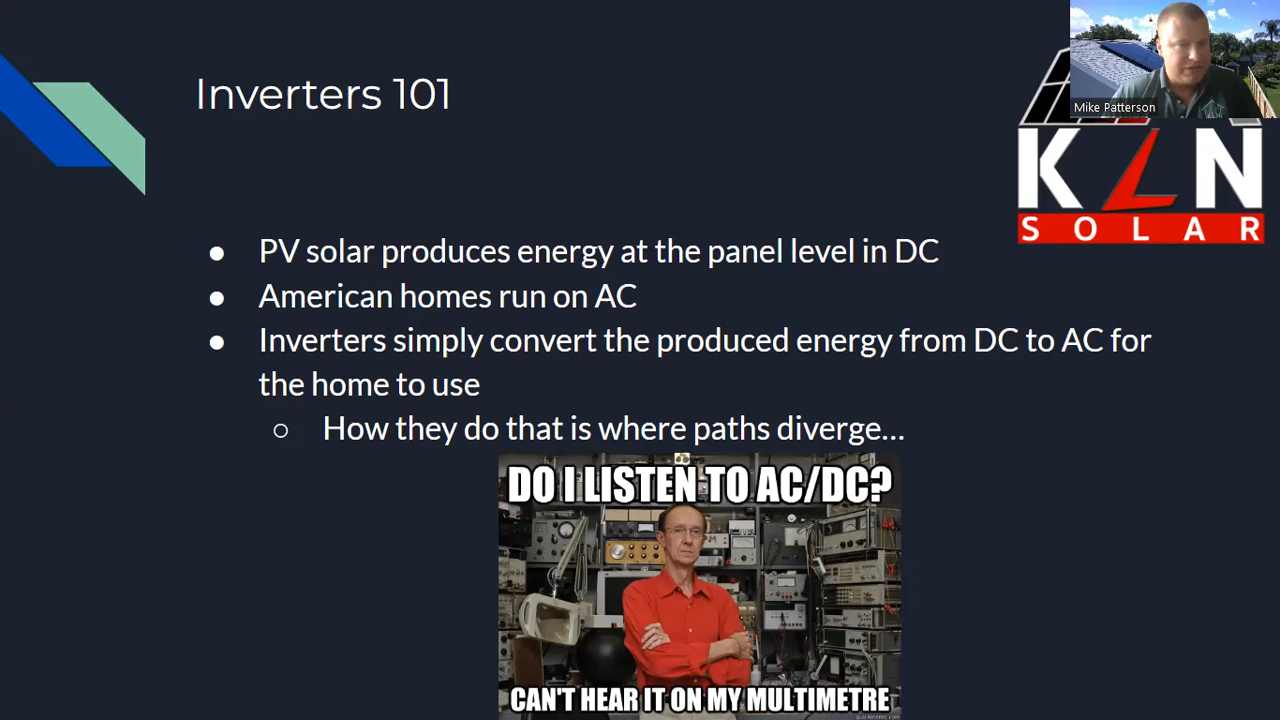 Inverters 101
Mike Patterson
KZN
SOLAR
● PV solar produces energy at the panel level in DC
● American homes run on AC
● Inverters simply convert the produced energy from DC to AC for
the home to use
○ How they do that is where paths diverge...
DO I LISTEN TO AC/DC?
CAN'T HEAR IT ON MY MULTIMETRE